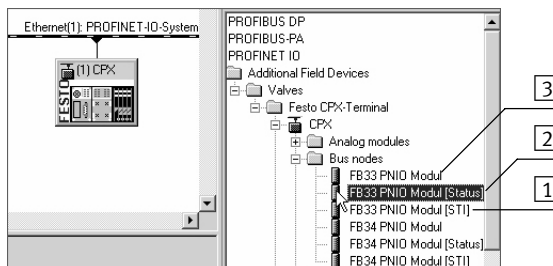 Ethernet(1): PROFINET-IO-System
(1) CPX
FESTO
PROFIBUS DP
PROFIBUS-PA
PROFINET IO
Additional Field Devices
Valves
Festo CPX-Terminal
CPX
Analog modules
Bus nodes
FB33 PNIO Modul
FB33 PNIO Modul [Status]
FB33 PNIO Modul [STI]
FB34 PNIO Modul
FB34 PNIO Modul [Status]
FB34 PNIO Modul [STI]
3
2
1